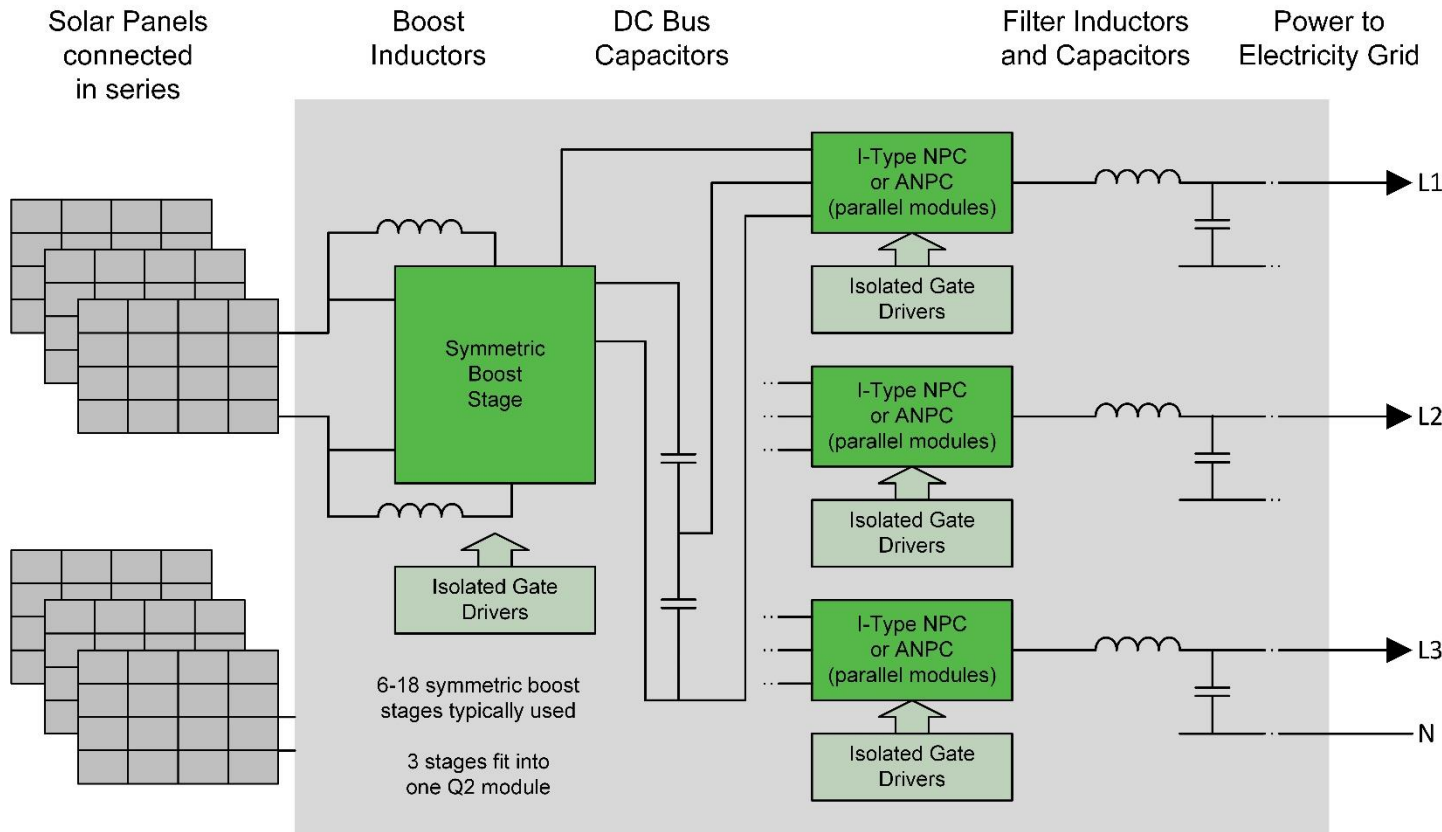 Solar Panels
connected
in series
Boost
Inductors
DC Bus
Capacitors
Filter Inductors
and Capacitors
Power to
Electricity Grid
I-Type NPC
or ANPC
(parallel modules)
L1
Isolated Gate
Drivers
Symmetric
Boost
Stage
I-Type NPC
or ANPC
(parallel modules)
L2
Isolated Gate
Drivers
Isolated Gate
Drivers
I-Type NPC
or ANPC
(parallel modules)
L3
6-18 symmetric boost
stages typically used
N
Isolated Gate
Drivers
3 stages fit into
one Q2 module